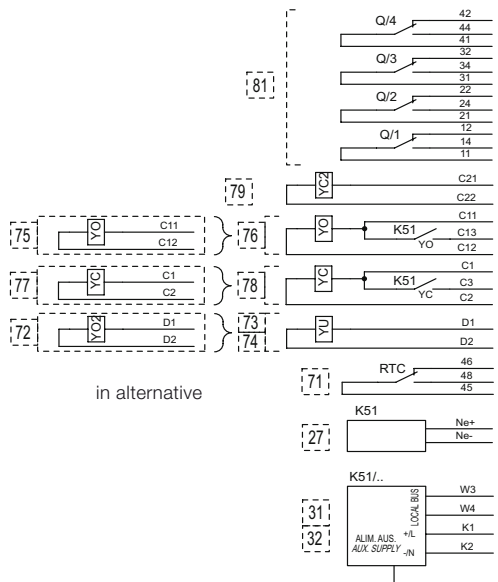 42
Q/4
44
41
32
Q/3
34
31
81
22
Q/2
24
21
12
Q/1
14
11
79
YC2
C21
C22
75
YO
C11
C12
76
YO
C11
K51
C13
YO
C12
77
YC
C1
C2
78
YC
C1
K51
C3
YC
C2
72
YO2
D1
D2
73
74
YU
D1
D2
in alternative
71
RTC
46
48
45
K51
27
Ne+
Ne-
K51/..
31
32
LOCAL BUS
W3
W4
ALIM. AUS.
+/L
K1
AUX. SUPPLY
-/N
K2